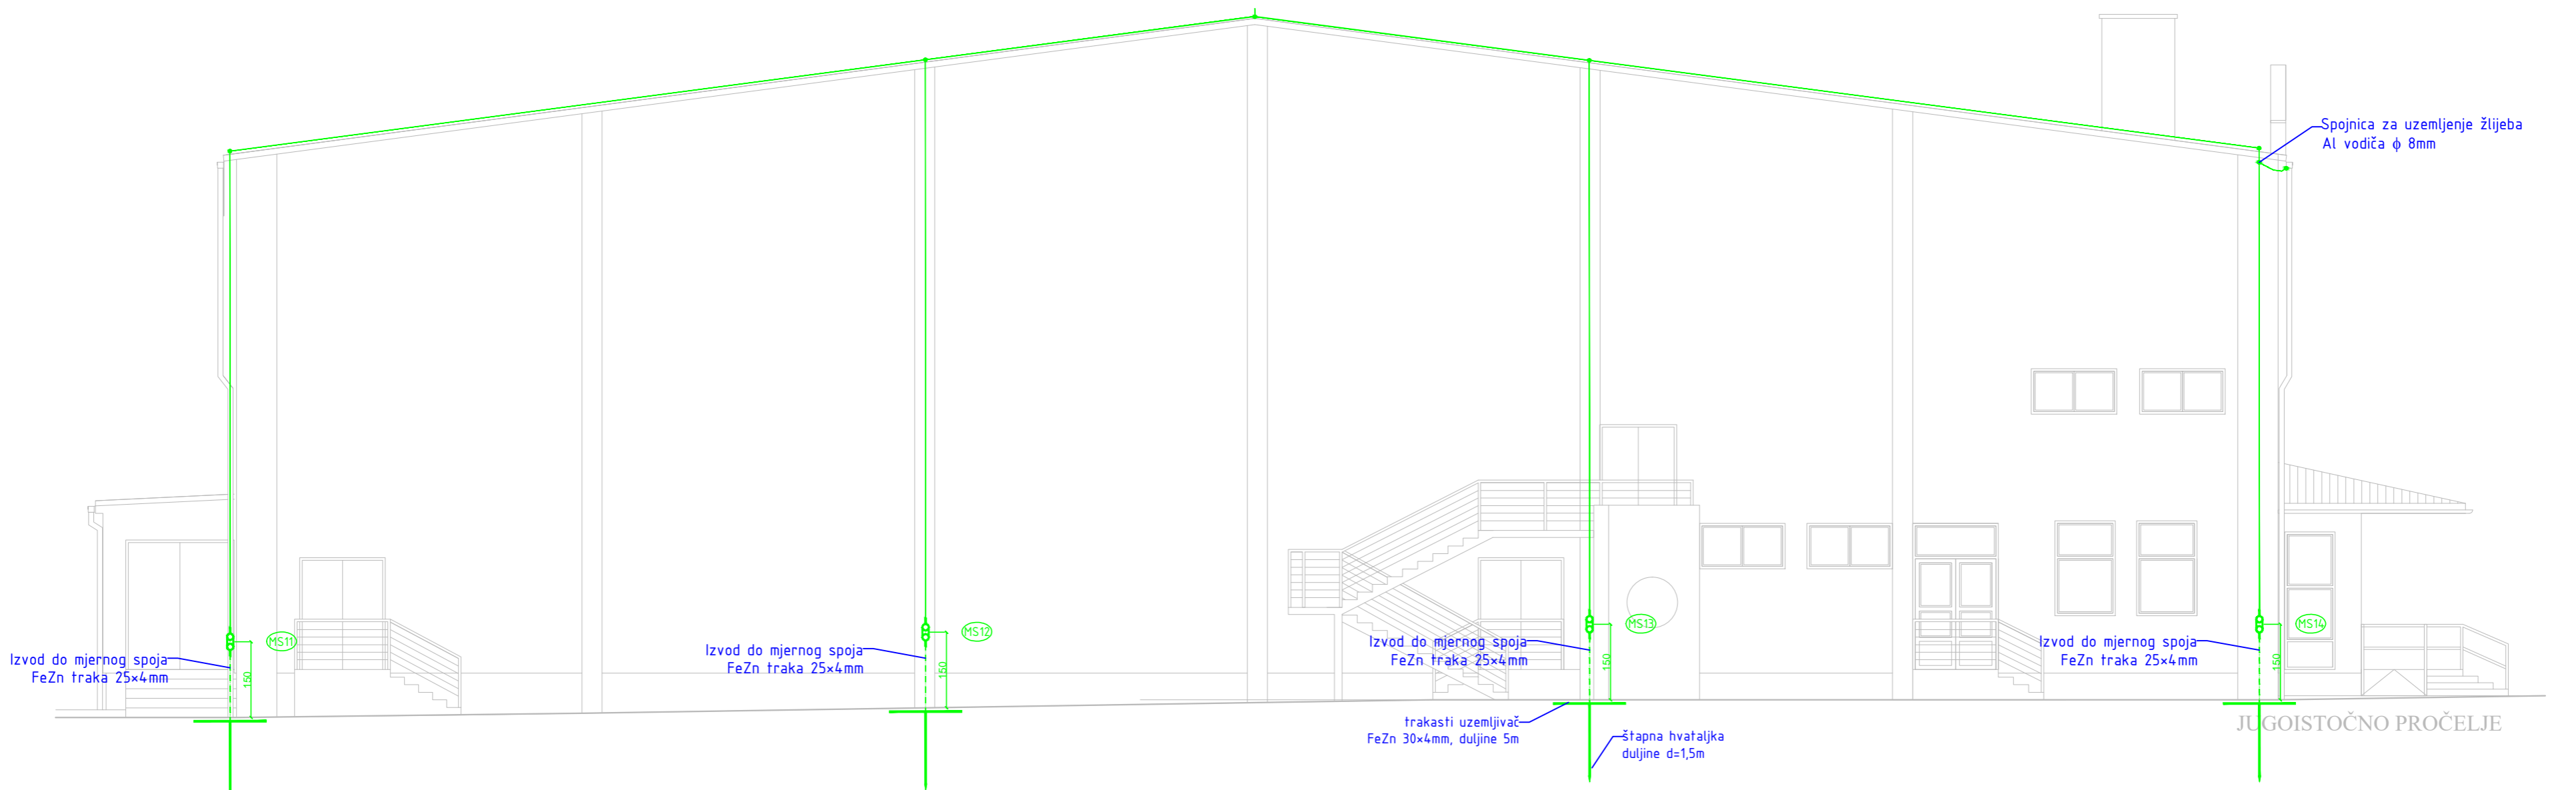 Spojnica za uzemljenje žlijeba
Al vodiča ϕ 8mm
MS11
MS12
MS13
MS14
Izvod do mjernog spoja
FeZn traka 25×4mm
150
Izvod do mjernog spoja
FeZn traka 25×4mm
150
Izvod do mjernog spoja
FeZn traka 25×4mm
150
Izvod do mjernog spoja
FeZn traka 25×4mm
150
trakasti uzemljivač
FeZn 30×4mm, duljine 5m
štapna hvataljka
duljine d=1,5m
JUGOISTOČNO PROČELJE